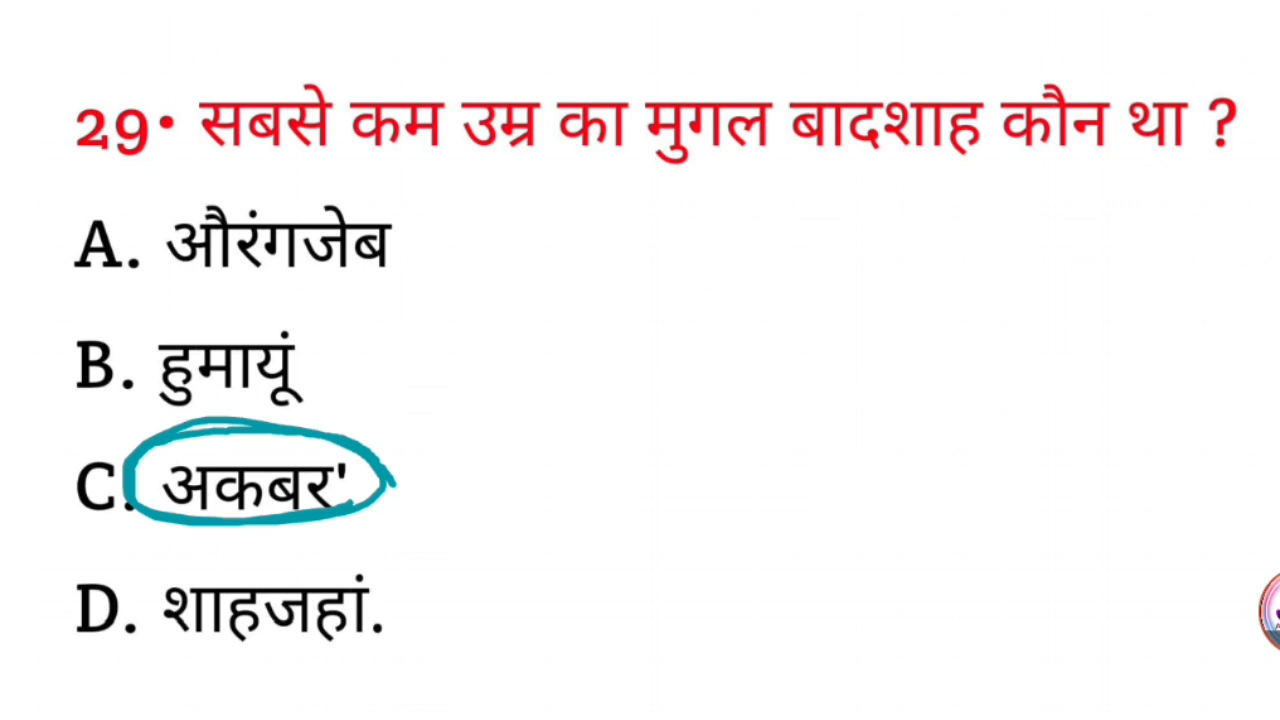 29• सबसे कम उम्र का मुगल बादशाह कौन था ?
A. औरंगजेब
B. हुमायूं
C. अकबर'
D. शाहजहां.